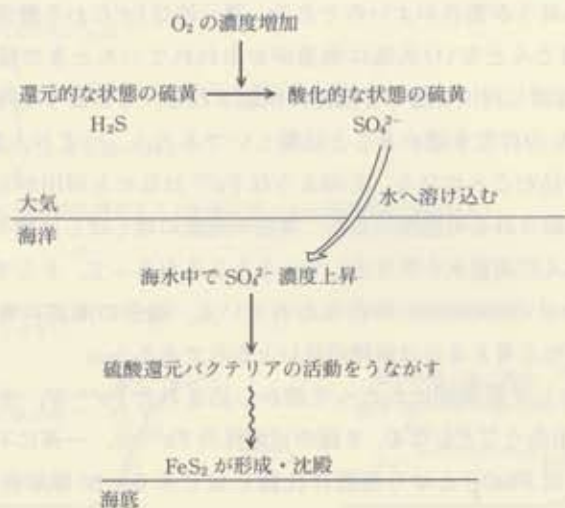 O₂ の濃度増加
還元的な状態の硫黄
酸化的な状態の硫黄
H₂S
SO₄²⁻
大気
水へ溶け込む
海洋
海水中で SO₄²⁻ 濃度上昇
硫酸還元バクテリアの活動をうながす
FeS₂ が形成・沈殿
海底